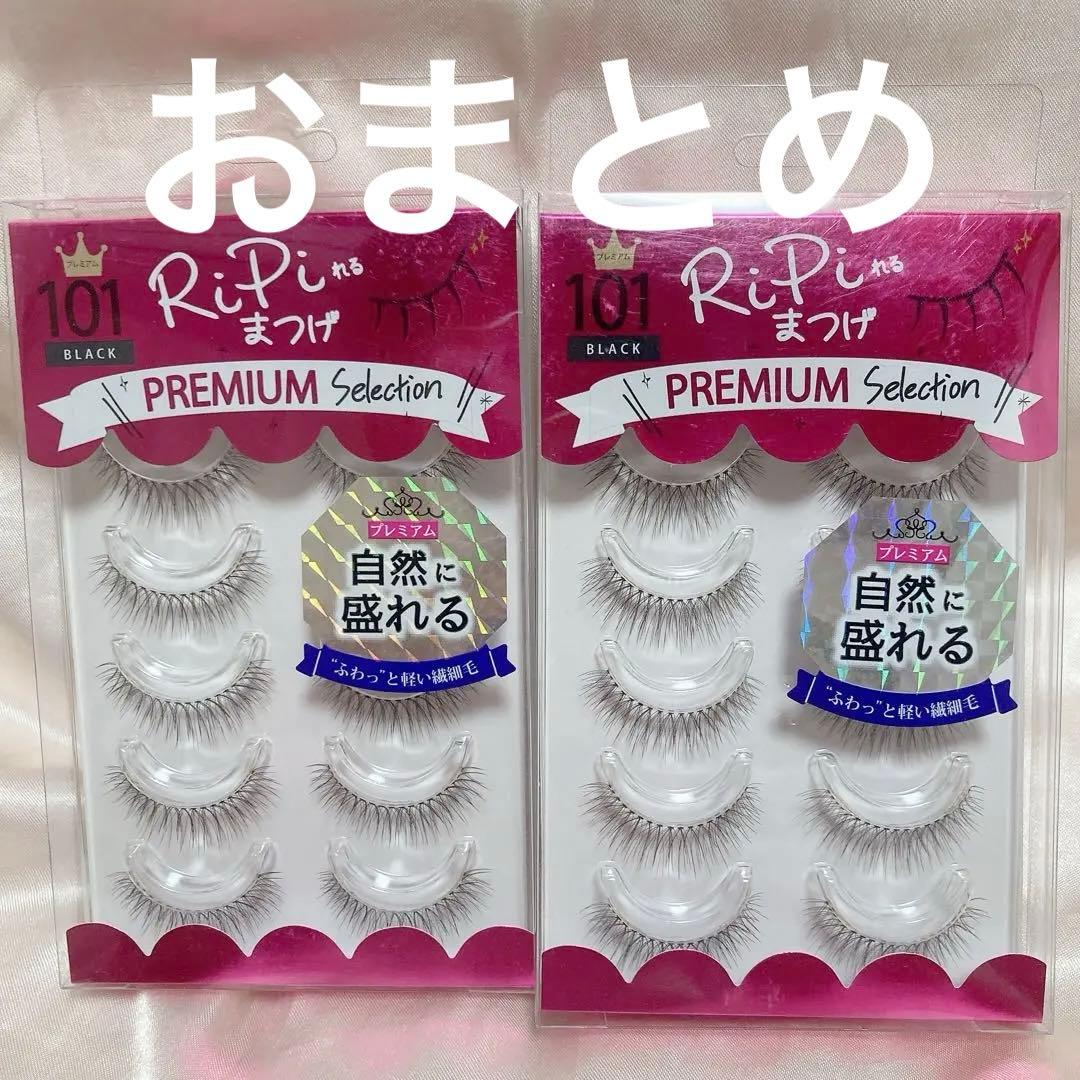 おまとめ
プレミアム
101
BLACK
RiPiれる
まつげ
PREMIUM Selection
プレミアム
自然に
盛れる
"ふわっ"と軽い繊細毛
プレミアム
101
BLACK
RiPiれる
まつげ
PREMIUM Selection
プレミアム
自然に
盛れる
"ふわっ"と軽い繊細毛